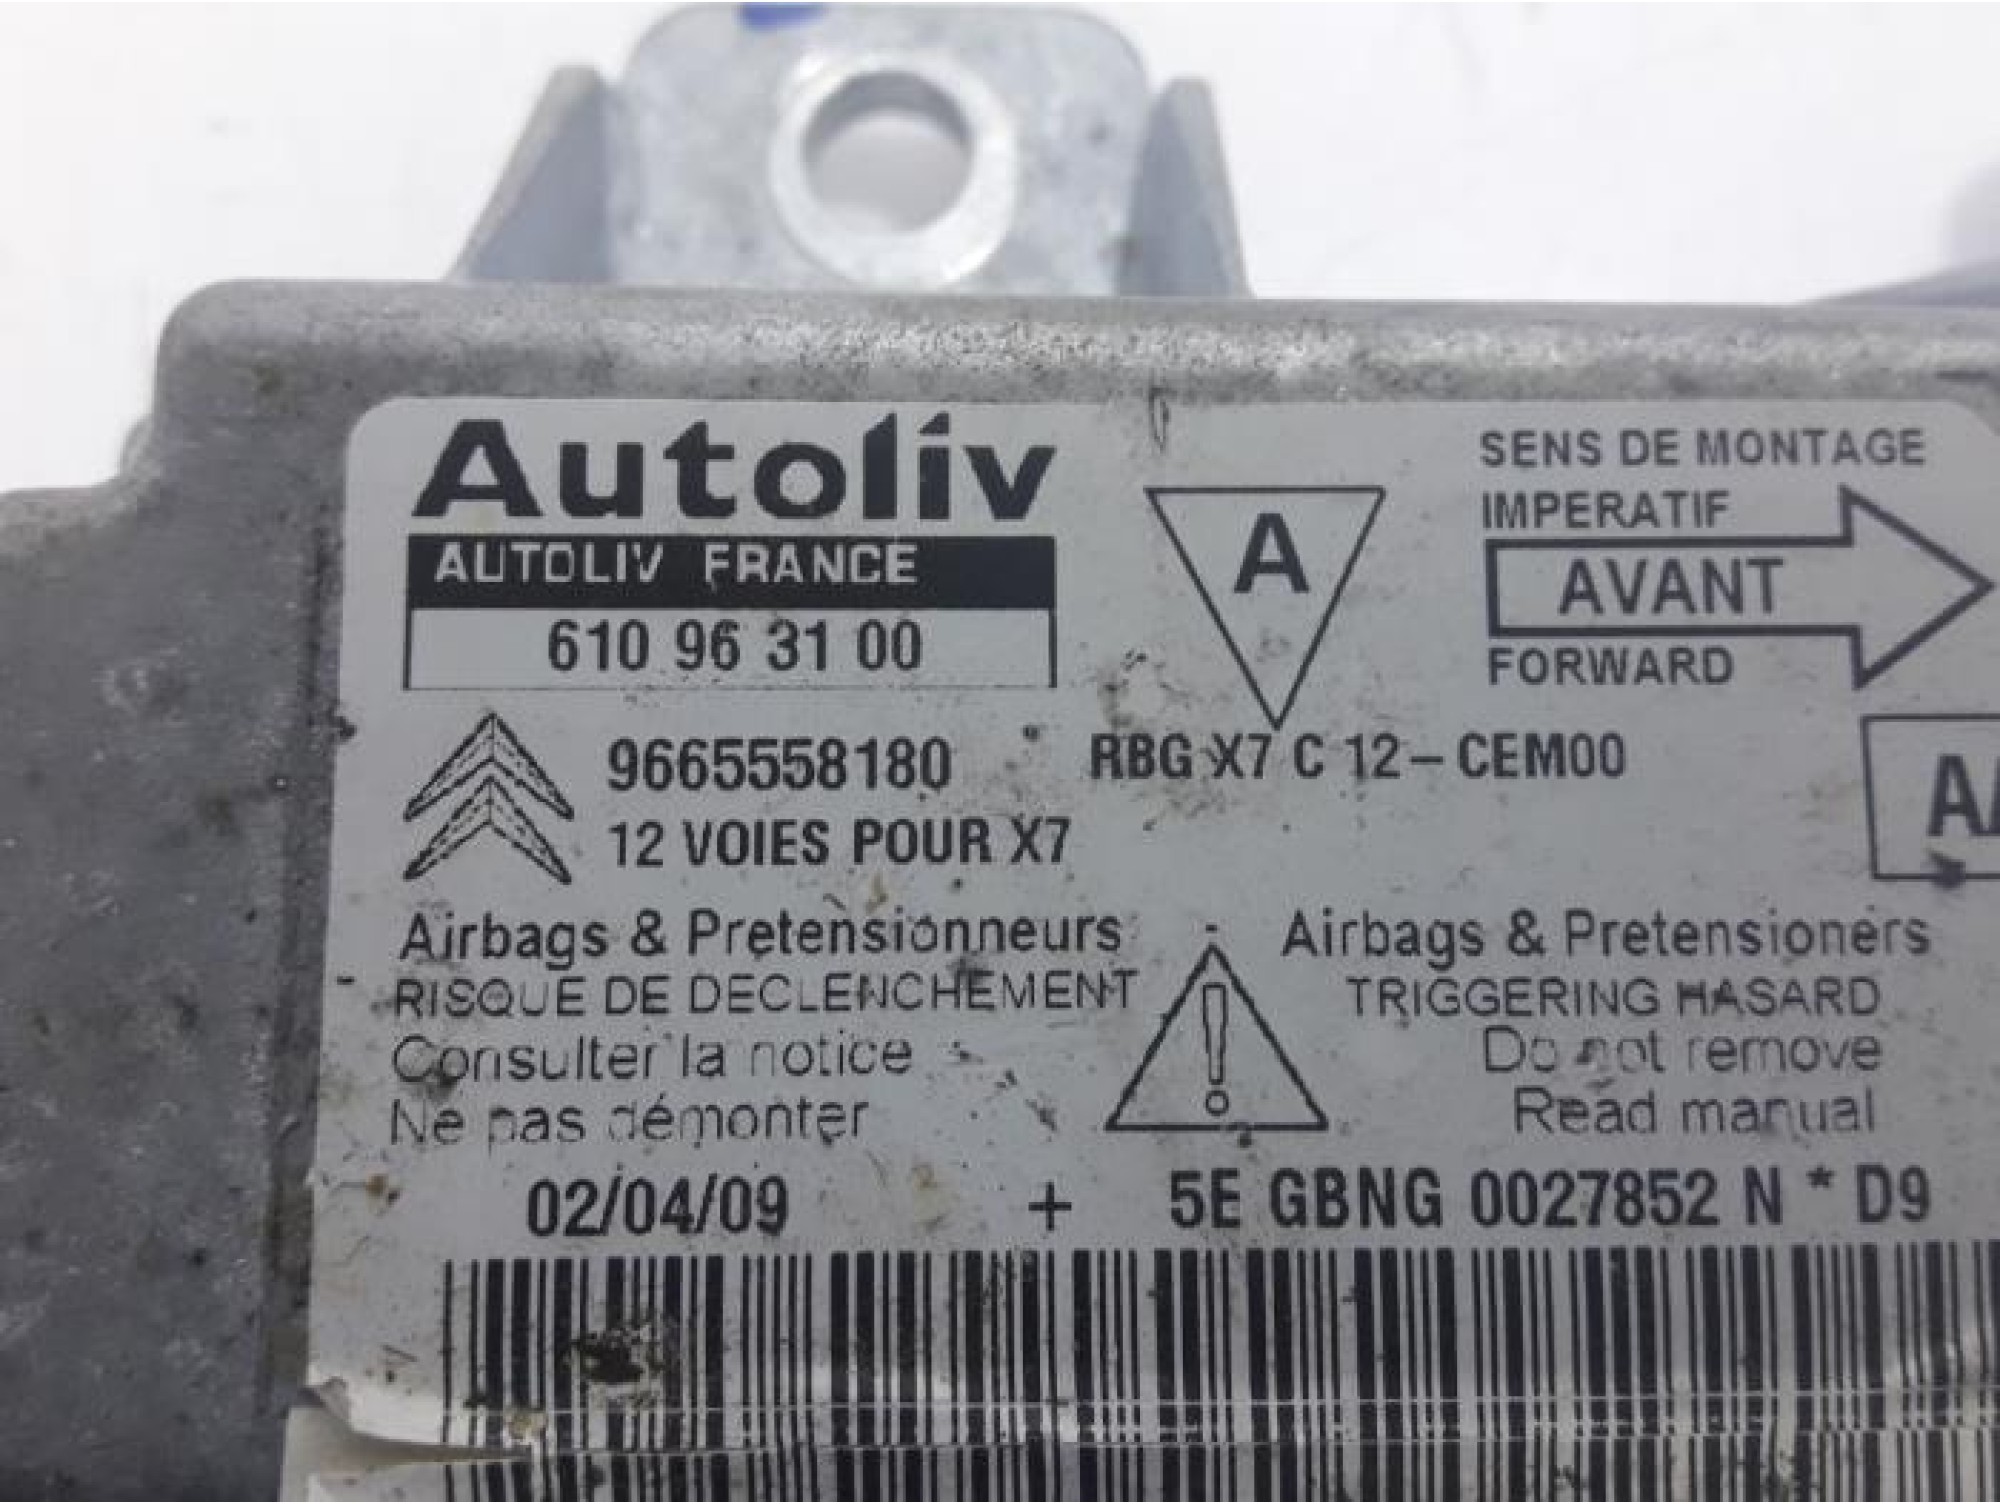 Autoliv
AUTOLIV FRANCE
610 96 31 00
A
SENS DE MONTAGE
IMPERATIF
AVANT
FORWARD
9665558180
RBG X7 C 12-CEM00
12 VOIES POUR X7
Airbags & Pretensionneurs
RISQUE DE DECLENCHEMENT
Consulter la notice
Ne pas démonter
Airbags & Pretensioners
TRIGGERING HASARD
Do not remove
Read manual
02/04/09 + 5E GBNG 0027852 N * D9